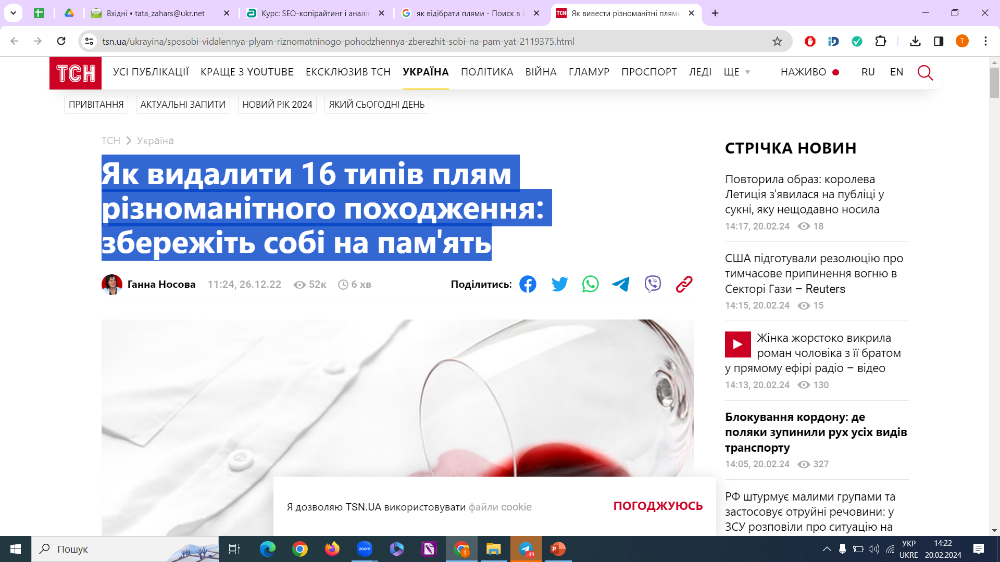 Вхідні • tata_zahars@ukr.net
Курс: SEO-копірайтинг і аналіт
як відібрати плями - Поиск в G
ТСН
Як вивести різноманітні плями
tsn.ua/ukrayina/sposobi-vidalennya-plyam-riznomatninogo-pohodzhennya-zberezhit-sobi-na-pam-yat-2119375.html
T
ТСН
УСІ ПУБЛІКАЦІЇ КРАЩЕ З YOUTUBE ЕКСКЛЮЗИВ ТСН УКРАЇНА ПОЛІТИКА ВІЙНА ГЛАМУР ПРОСПОРТ ЛЕДІ ЩЕ НАЖИВО RU EN
ПРИВІТАННЯ АКТУАЛЬНІ ЗАПИТИ НОВИЙ РІК 2024 ЯКИЙ СЬОГОДНІ ДЕНЬ
ТСН > Україна
Як видалити 16 типів плям
різноманітного походження:
збережіть собі на пам'ять
Ганна Носова 11:24, 26.12.22 52к 6 хв
Поділитись:
Я дозволяю TSN.UA використовувати файли cookie
ПОГОДЖУЮСЬ
СТРІЧКА НОВИН
Повторила образ: королева
Летиція з'явилася на публіці у
сукні, яку нещодавно носила
14:17, 20.02.24 18
США підготували резолюцію про
тимчасове припинення вогню в
Секторі Гази – Reuters
14:15, 20.02.24 15
Жінка жорстоко викрила
роман чоловіка з її братом
у прямому ефірі радіо – відео
14:13, 20.02.24 130
Блокування кордону: де
поляки зупинили рух усіх видів
транспорту
14:05, 20.02.24 327
РФ штурмує малими групами та
застосовує отруйні речовини: у
ЗСУ розповіли про ситуацію на
Пошук
zoom
T
49
P
УКР
UKRE
14:22
20.02.2024